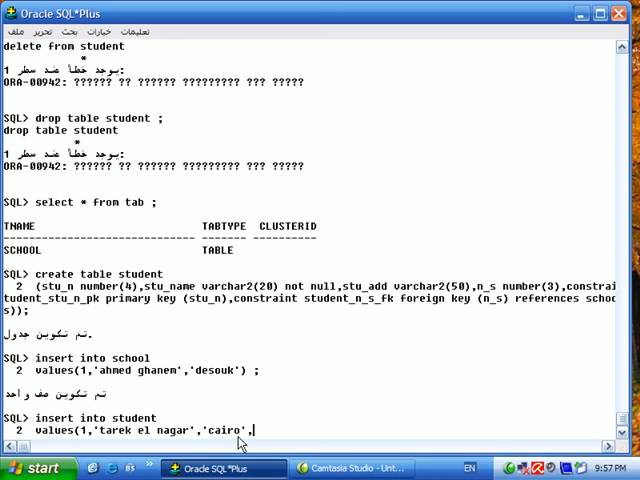 Oracle SQL*Plus
ملف تحرير بحث خيارات تعليمات
delete from student
*
يوجد خطأ عند سطر 1:
ORA-00942: ?????? ?? ?????? ????????? ??? ?????
SQL> drop table student ;
drop table student
*
يوجد خطأ عند سطر 1:
ORA-00942: ?????? ?? ?????? ????????? ??? ?????
SQL> select * from tab ;
TNAME TABTYPE CLUSTERID
------------------------------ ------- ----------
SCHOOL TABLE
SQL> create table student
2 (stu_n number(4),stu_name varchar2(20) not null,stu_add varchar2(50),n_s number(3),constrai
tudent_stu_n_pk primary key (stu_n),constraint student_n_s_fk foreign key (n_s) references schoo
s));
تم تكوين جدول.
SQL> insert into school
2 values(1,'ahmed ghanem','desouk') ;
تم تكوين صف واحد
SQL> insert into student
2 values(1,'tarek el nagar','cairo',
start
Oracle SQL*Plus
Camtasia Studio - Unt...
EN
9:57 PM